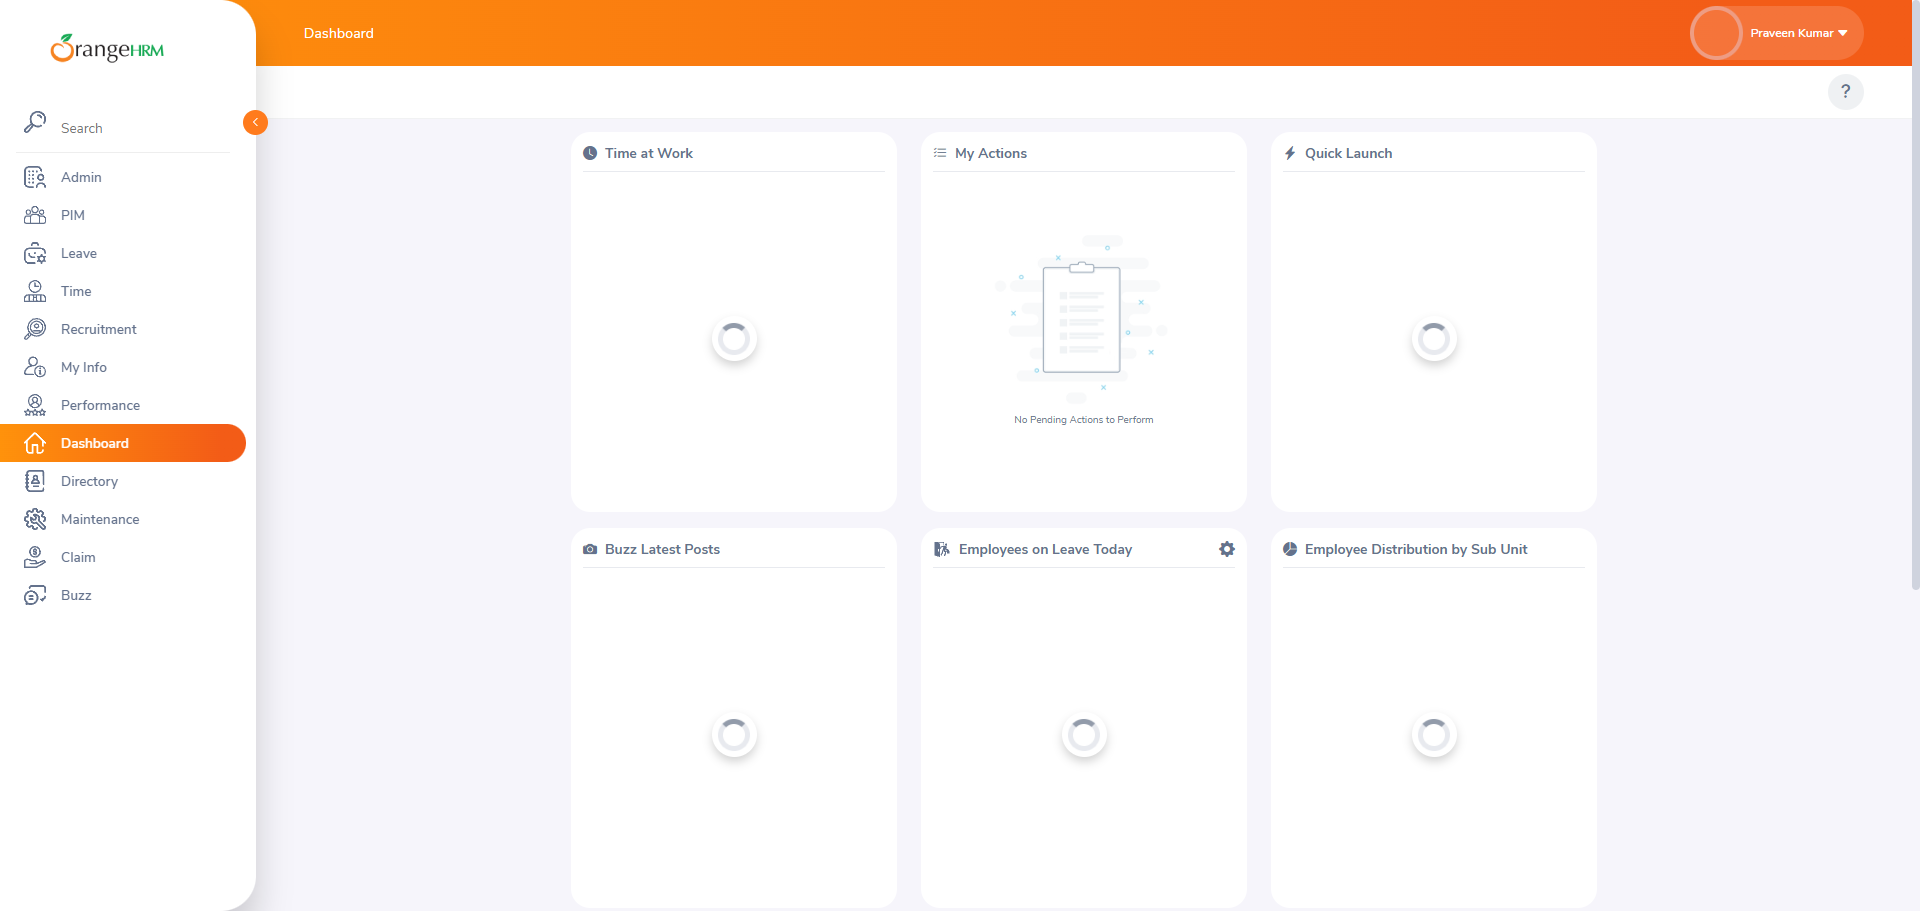 OrangeHRM
Dashboard
Praveen Kumar
?
Search
Admin
PIM
Leave
Time
Recruitment
My Info
Performance
Dashboard
Directory
Maintenance
Claim
Buzz
Time at Work
My Actions
No Pending Actions to Perform
Quick Launch
Buzz Latest Posts
Employees on Leave Today
Employee Distribution by Sub Unit